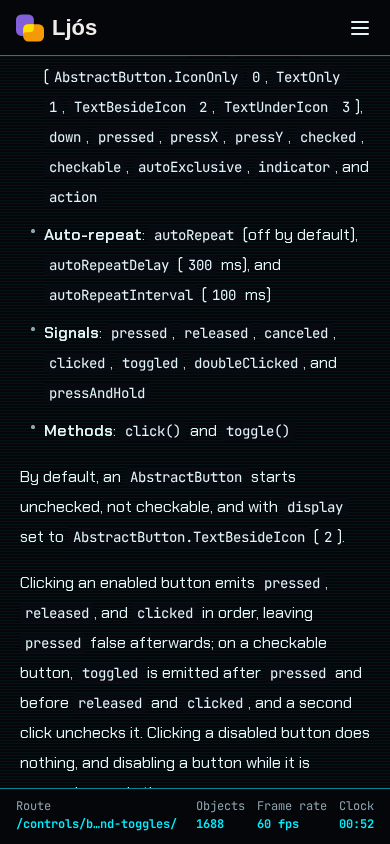 Ljós
( AbstractButton.IconOnly 0 , TextOnly
1 , TextBesideIcon 2 , TextUnderIcon 3 ),
down , pressed , pressX , pressY , checked ,
checkable , autoExclusive , indicator , and
action
• Auto-repeat: autoRepeat (off by default),
autoRepeatDelay ( 300 ms), and
autoRepeatInterval ( 100 ms)
• Signals: pressed , released , canceled ,
clicked , toggled , doubleClicked , and
pressAndHold
• Methods: click() and toggle()
By default, an AbstractButton starts
unchecked, not checkable, and with display
set to AbstractButton.TextBesideIcon ( 2 ).
Clicking an enabled button emits pressed ,
released , and clicked in order, leaving
pressed false afterwards; on a checkable
button, toggled is emitted after pressed and
before released and clicked , and a second
click unchecks it. Clicking a disabled button does
nothing, and disabling a button while it is
Route Objects Frame rate Clock
/controls/b…nd-toggles/ 1688 60 fps 00:52